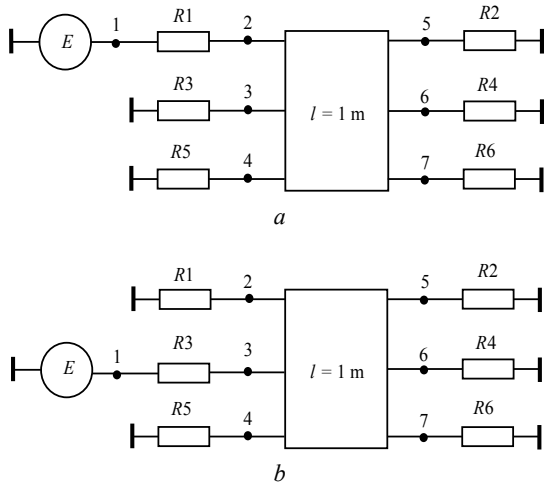 R1 R2
E 1 2 5
R3 R4
3 6
l = 1 m
R5 R6
4 7
a
R1 R2
2 5
R3 R4
E 1 3 6
l = 1 m
R5 R6
4 7
b